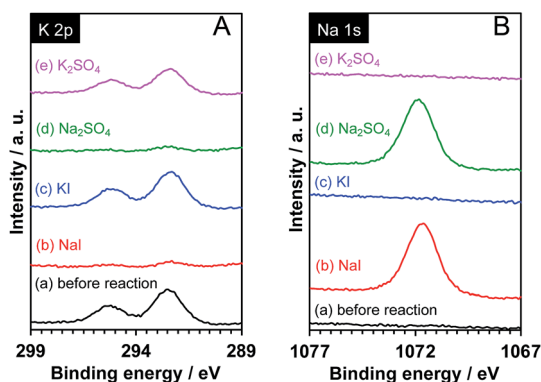 K 2p
A
(e) K₂SO₄
(d) Na₂SO₄
(c) KI
(b) NaI
(a) before reaction
Intensity / a. u.
299
294
289
Binding energy / eV
Na 1s
B
(e) K₂SO₄
(d) Na₂SO₄
(c) KI
(b) NaI
(a) before reaction
Intensity / a. u.
1077
1072
1067
Binding energy / eV